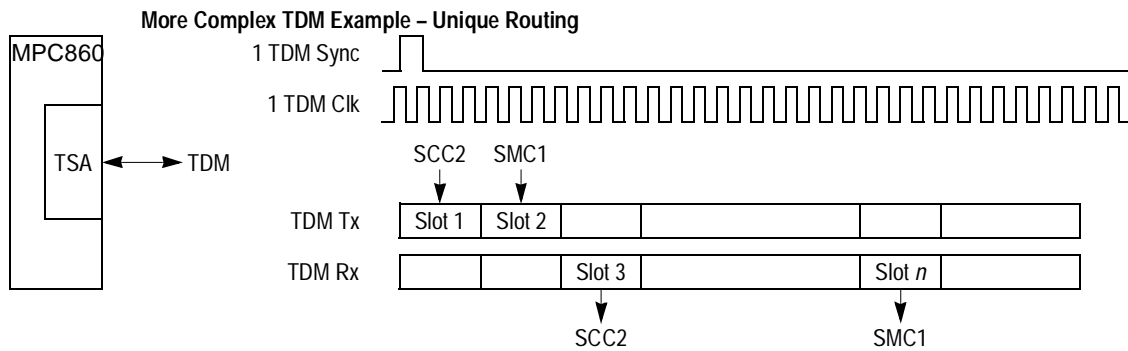 More Complex TDM Example – Unique Routing
MPC860
1 TDM Sync
1 TDM Clk
TSA
TDM
SCC2 SMC1
TDM Tx Slot 1 Slot 2
TDM Rx Slot 3 Slot n
SCC2 SMC1